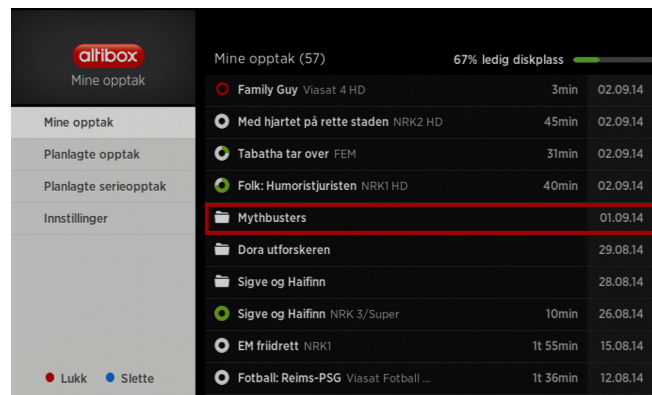 altibox
Mine opptak
Mine opptak (57) 67% ledig diskplass
Family Guy Viasat 4 HD 3min 02.09.14
Mine opptak
Med hjartet på rette staden NRK2 HD 45min 02.09.14
Planlagte opptak
Tabatha tar over FEM 31min 02.09.14
Planlagte serieopptak
Folk: Humoristjuristen NRK1 HD 40min 02.09.14
Innstillinger
Mythbusters 01.09.14
Dora utforskeren 29.08.14
Sigve og Haifinn 28.08.14
Sigve og Haifinn NRK 3/Super 10min 26.08.14
EM friidrett NRK1 1t 55min 15.08.14
Lukk Slette
Fotball: Reims-PSG Viasat Fotball ... 1t 36min 12.08.14